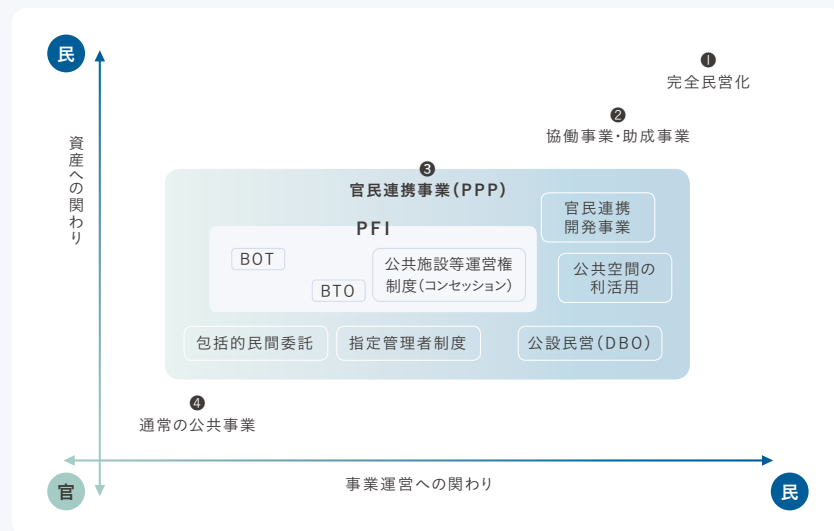 民
資産への関わり
❶
完全民営化
❷
協働事業・助成事業
❸
官民連携事業(PPP)
PFI
BOT
BTO
公共施設等運営権
制度(コンセッション)
官民連携
開発事業
公共空間の
利活用
包括的民間委託
指定管理者制度
公設民営(DBO)
❹
通常の公共事業
官
事業運営への関わり
民